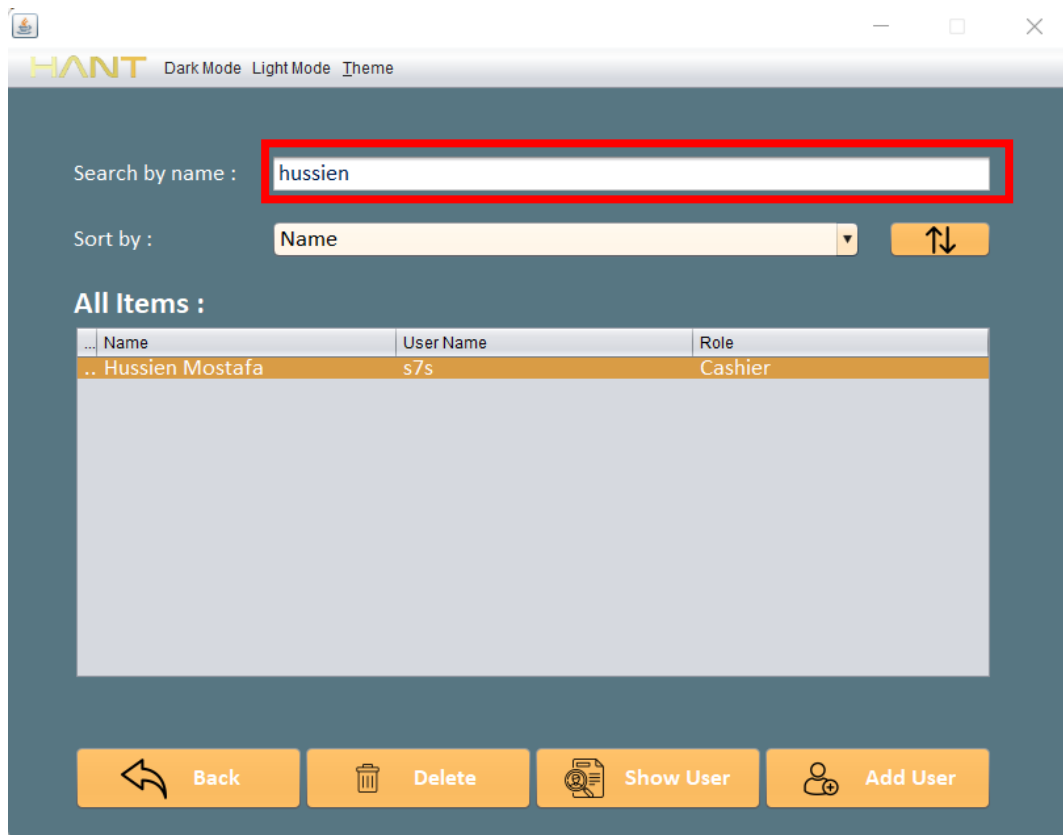 HANT Dark Mode Light Mode Theme
Search by name : hussien
Sort by : Name
All Items :
... Name User Name Role
.. Hussien Mostafa s7s Cashier
Back Delete Show User Add User